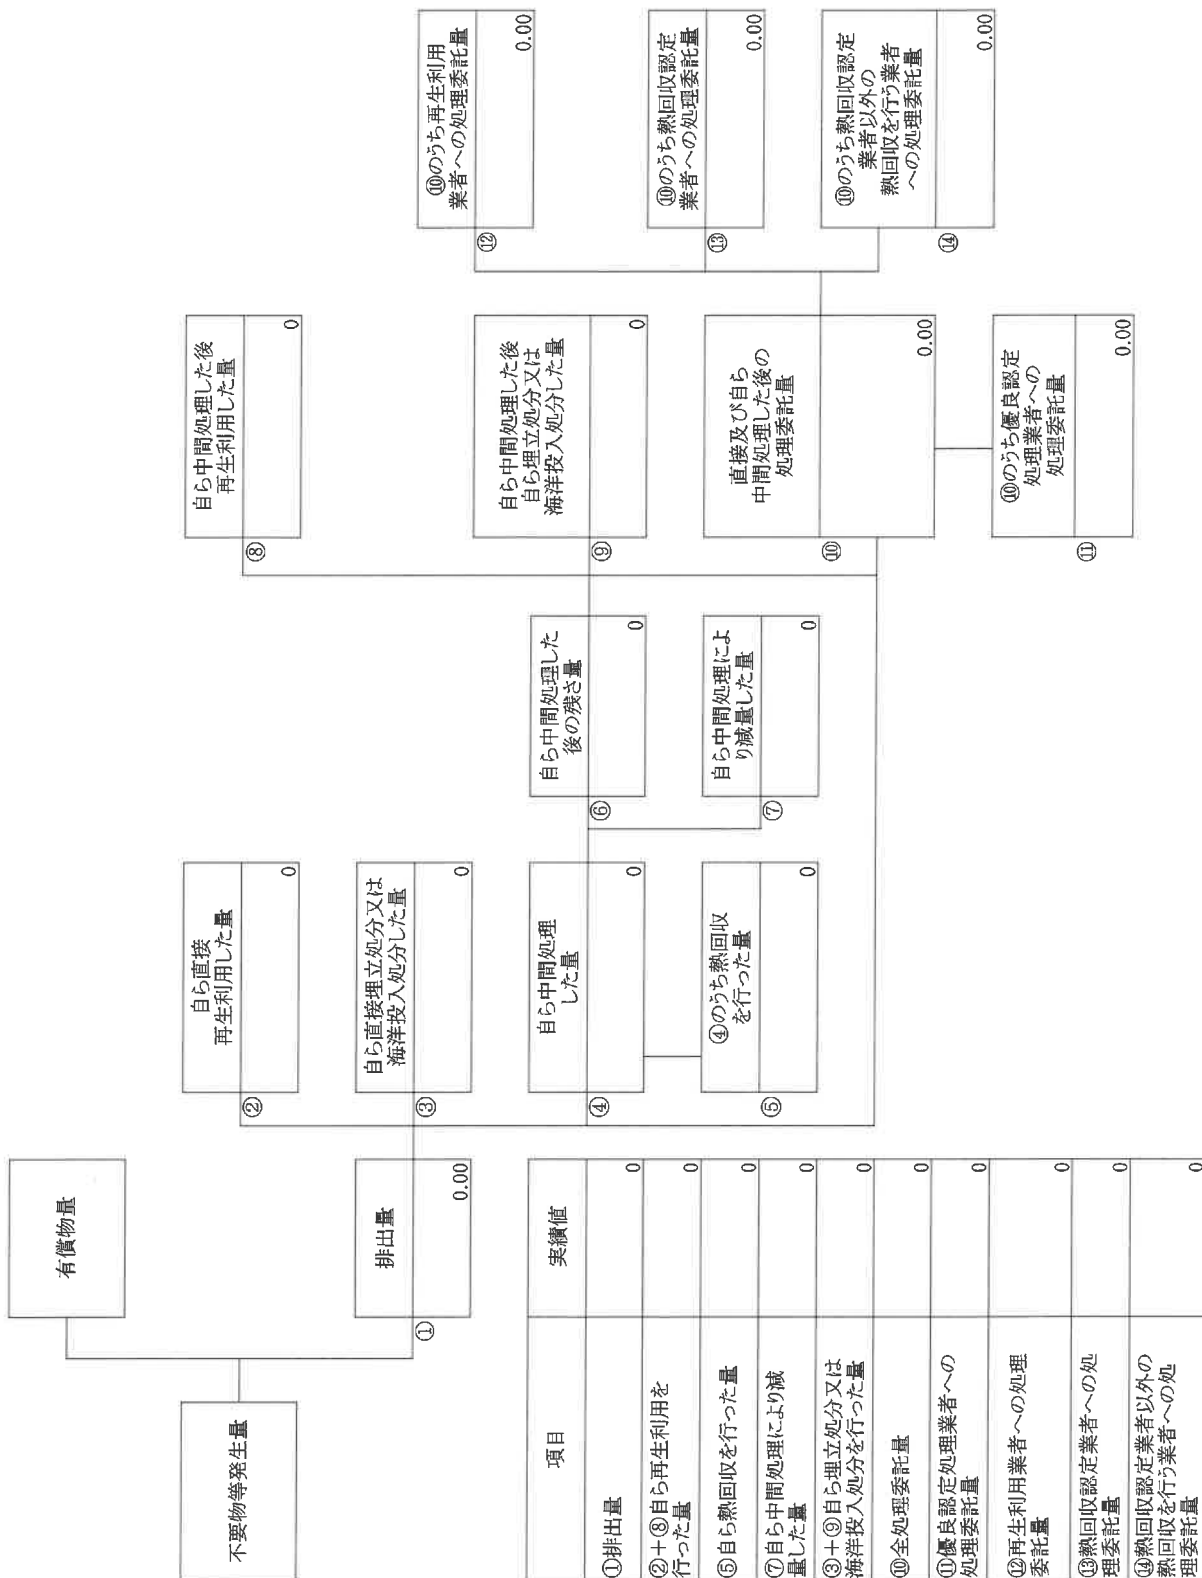 不要物等発生量
有償物量
①
排出量
0.00
②
自ら直接
再生利用した量
0
③
自ら直接埋立処分又は
海洋投入処分した量
0
④
自ら中間処理
した量
0
⑤
④のうち熱回収
を行った量
0
⑥
自ら中間処理した
後の残さ量
0
⑦
自ら中間処理によ
り減量した量
0
⑧
自ら中間処理した後
再生利用した量
0
⑨
自ら中間処理した後
自ら埋立処分又は
海洋投入処分した量
0
⑩
直接及び自ら
中間処理した後の
処理委託量
0.00
⑪
⑩のうち優良認定
処理業者への
処理委託量
0.00
⑫
⑩のうち再生利用
業者への処理委託量
0.00
⑬
⑩のうち熱回収認定
業者への処理委託量
0.00
⑭
⑩のうち熱回収認定
業者以外の
熱回収を行う業者
への処理委託量
0.00
項目 実績値
①排出量 0
②+⑧自ら再生利用を
行った量 0
⑤自ら熱回収を行った量 0
⑦自ら中間処理により減
量した量 0
③+⑨自ら埋立処分又は
海洋投入処分を行った量 0
⑩全処理委託量 0
⑪優良認定処理業者への
処理委託量 0
⑫再生利用業者への処理
委託量 0
⑬熱回収認定業者への処
理委託量 0
⑭熱回収認定業者以外の
熱回収を行う業者への処
理委託量 0